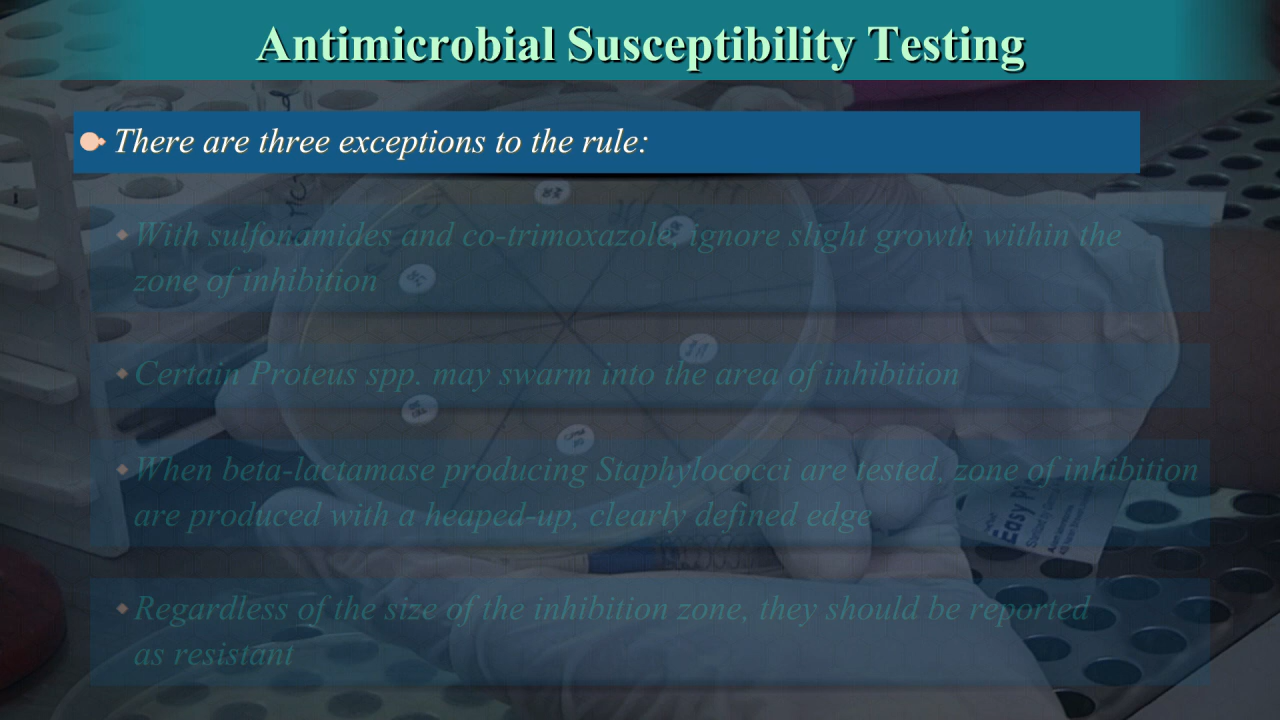 Antimicrobial Susceptibility Testing
There are three exceptions to the rule:
With sulfonamides and co-trimoxazole, ignore slight growth within the
zone of inhibition
Certain Proteus spp. may swarm into the area of inhibition
When beta-lactamase producing Staphylococci are tested, zone of inhibition
are produced with a heaped-up, clearly defined edge
Regardless of the size of the inhibition zone, they should be reported
as resistant
Easy